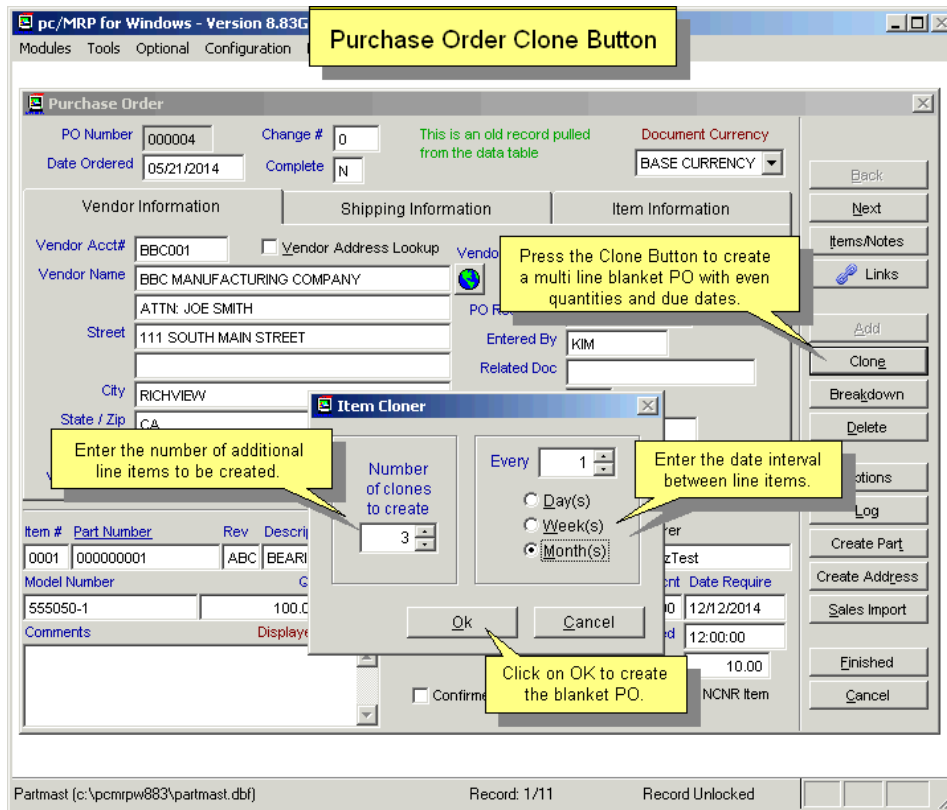 pc/MRP for Windows - Version 8.83G
Purchase Order Clone Button
Modules Tools Optional Configuration
Purchase Order
PO Number 000004 Change # 0 This is an old record pulled Document Currency
from the data table
Date Ordered 05/21/2014 Complete N BASE CURRENCY
Back
Vendor Information Shipping Information Item Information
Next
Vendor Acct# BBC001 Vendor Address Lookup
Items/Notes
Press the Clone Button to create
a multi line blanket PO with even
quantities and due dates.
Vendor Name BBC MANUFACTURING COMPANY
Links
ATTN: JOE SMITH
PO
Street 111 SOUTH MAIN STREET
Entered By KIM
Add
Related Doc
Clone
City RICHVIEW
Breakdown
State / Zip CA
Delete
Item Cloner
Enter the number of additional
line items to be created.
Number
of clones
to create
3
Every 1
Day(s)
Week(s)
Month(s)
Enter the date interval
between line items.
Log
Item # Part Number Rev
0001 000000001 ABC
Create Part
Model Number Date Require
Create Address
555050-1 12/12/2014
Sales Import
Ok Cancel
Comments
12:00:00
Click on OK to create
the blanket PO.
10.00
Finished
NCNR Item
Cancel
Partmast (c:\pcmrpw883\partmast.dbf) Record: 1/11 Record Unlocked